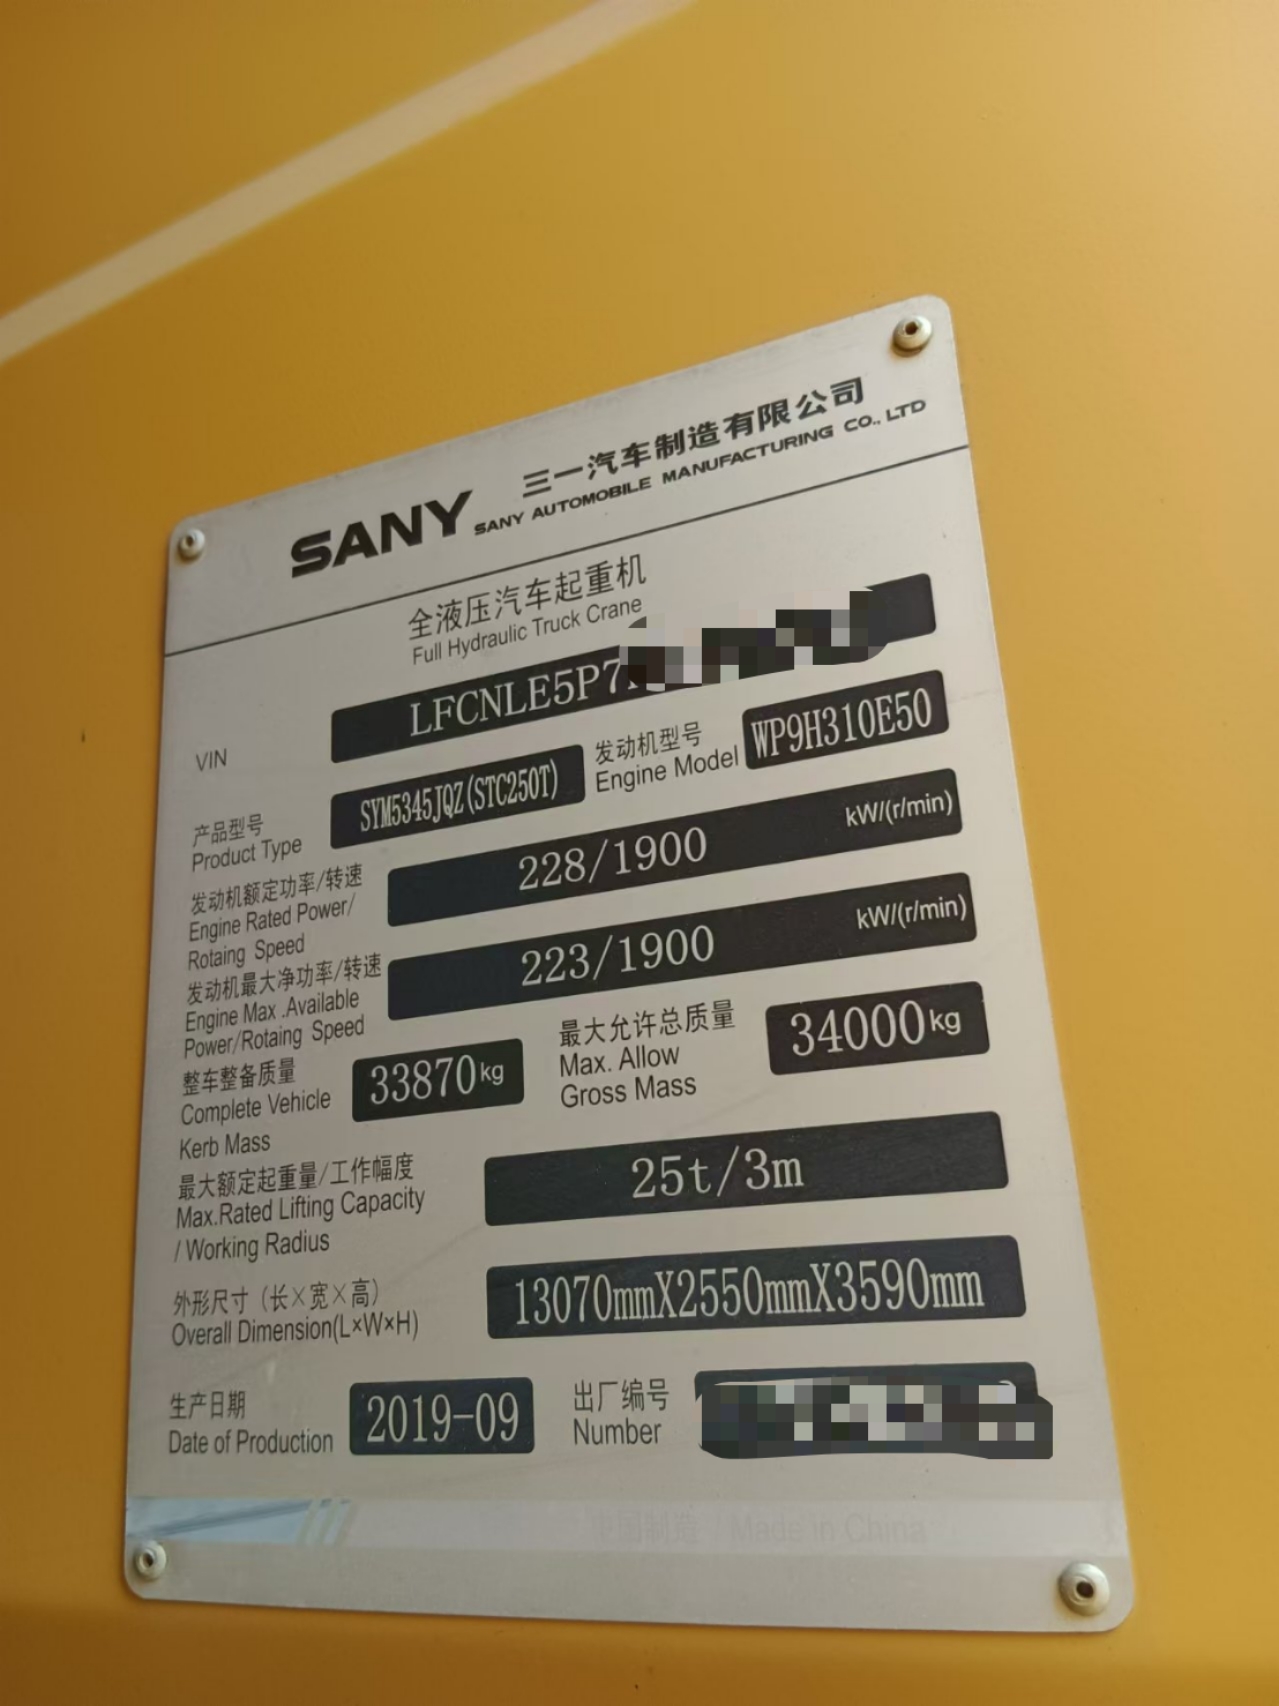 SANY 三一汽车制造有限公司
SANY AUTOMOBILE MANUFACTURING CO., LTD
全液压汽车起重机
Full Hydraulic Truck Crane
VIN LFCNLE5P7
产品型号 SYM5345JQZ(STC250T) 发动机型号 WP9H310E50
Product Type Engine Model
发动机额定功率/转速 228/1900 kW/(r/min)
Engine Rated Power/
Rotaing Speed
发动机最大净功率/转速 223/1900 kW/(r/min)
Engine Max .Available
Power/Rotaing Speed
整车整备质量 33870kg 最大允许总质量 34000kg
Complete Vehicle Max. Allow
Kerb Mass Gross Mass
最大额定起重量/工作幅度 25t/3m
Max.Rated Lifting Capacity
/ Working Radius
外形尺寸（长×宽×高） 13070mmX2550mmX3590mm
Overall Dimension(L×W×H)
生产日期 2019-09 出厂编号
Date of Production Number
中国制造 Made in China